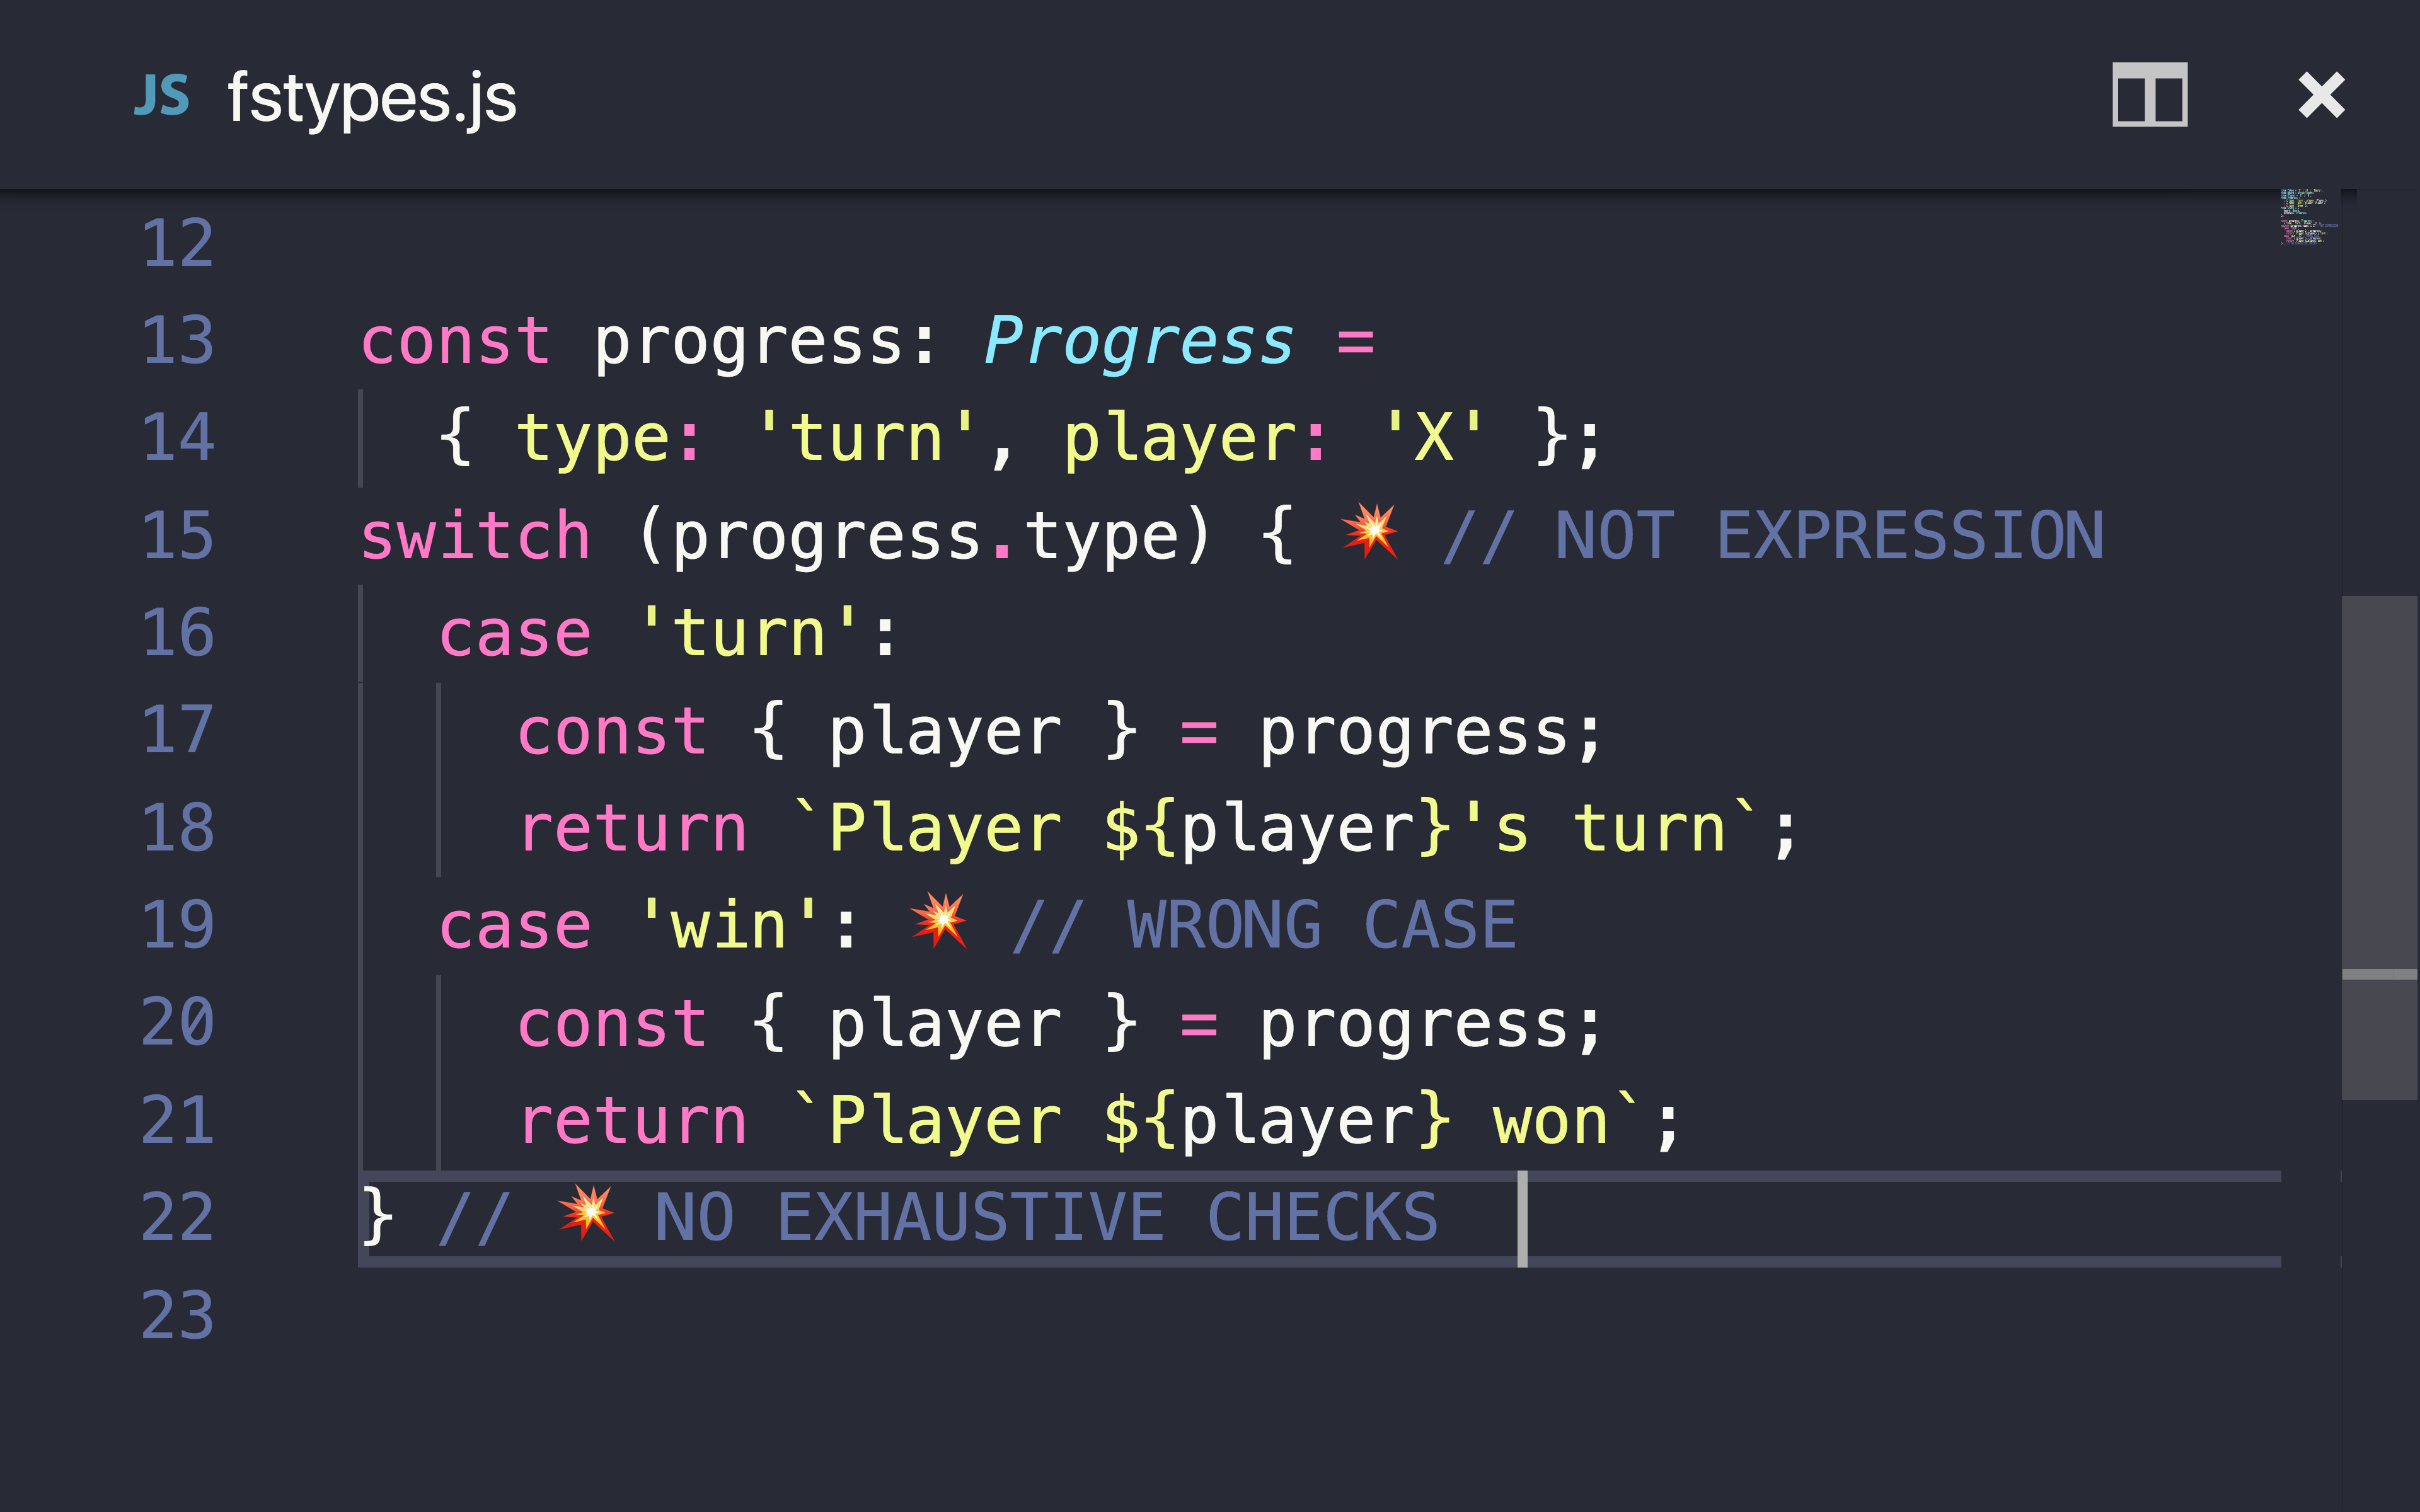 JS fstypes.js
12
13 const progress: Progress =
14 { type: 'turn', player: 'X' };
15 switch (progress.type) { 💥 // NOT EXPRESSION
16 case 'turn':
17 const { player } = progress;
18 return `Player ${player}'s turn`;
19 case 'win': 💥 // WRONG CASE
20 const { player } = progress;
21 return `Player ${player} won`;
22 } // 💥 NO EXHAUSTIVE CHECKS
23